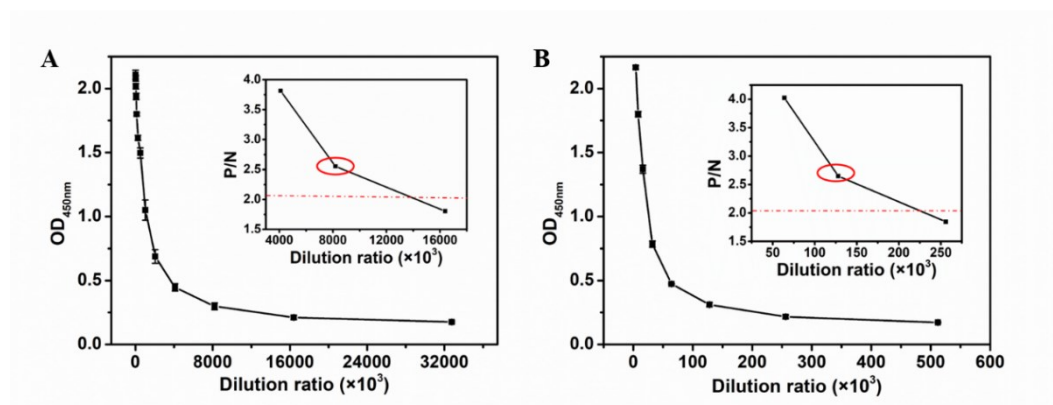 A
OD450nm
2.0
1.5
1.0
0.5
0.0
0 8000 16000 24000 32000
Dilution ratio (×10³)
P/N
4.0
3.5
3.0
2.5
2.0
1.5
4000 8000 12000 16000
Dilution ratio (×10³)
B
OD450nm
2.0
1.5
1.0
0.5
0.0
0 100 200 300 400 500 600
Dilution ratio (×10³)
P/N
4.0
3.5
3.0
2.5
2.0
1.5
50 100 150 200 250
Dilution ratio (×10³)